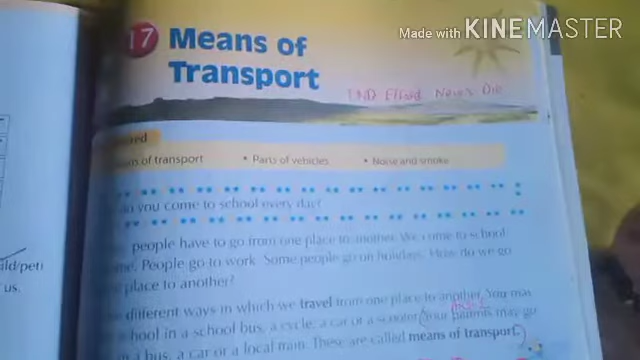 Made with KINEMASTER
17 Means of
Transport
Never Die
of transport • Parts of vehicles • Noise and smoke
you come to school every day?
people have to go from one place to another. We come to school
People go to work. Some people go on holidays. How do we go
place to another?
different ways in which we travel from one place to another. You may
school in a school bus, a cycle, a car or a scooter. Your parents may go
a bus, a car or a local train. These are called means of transport.
us.